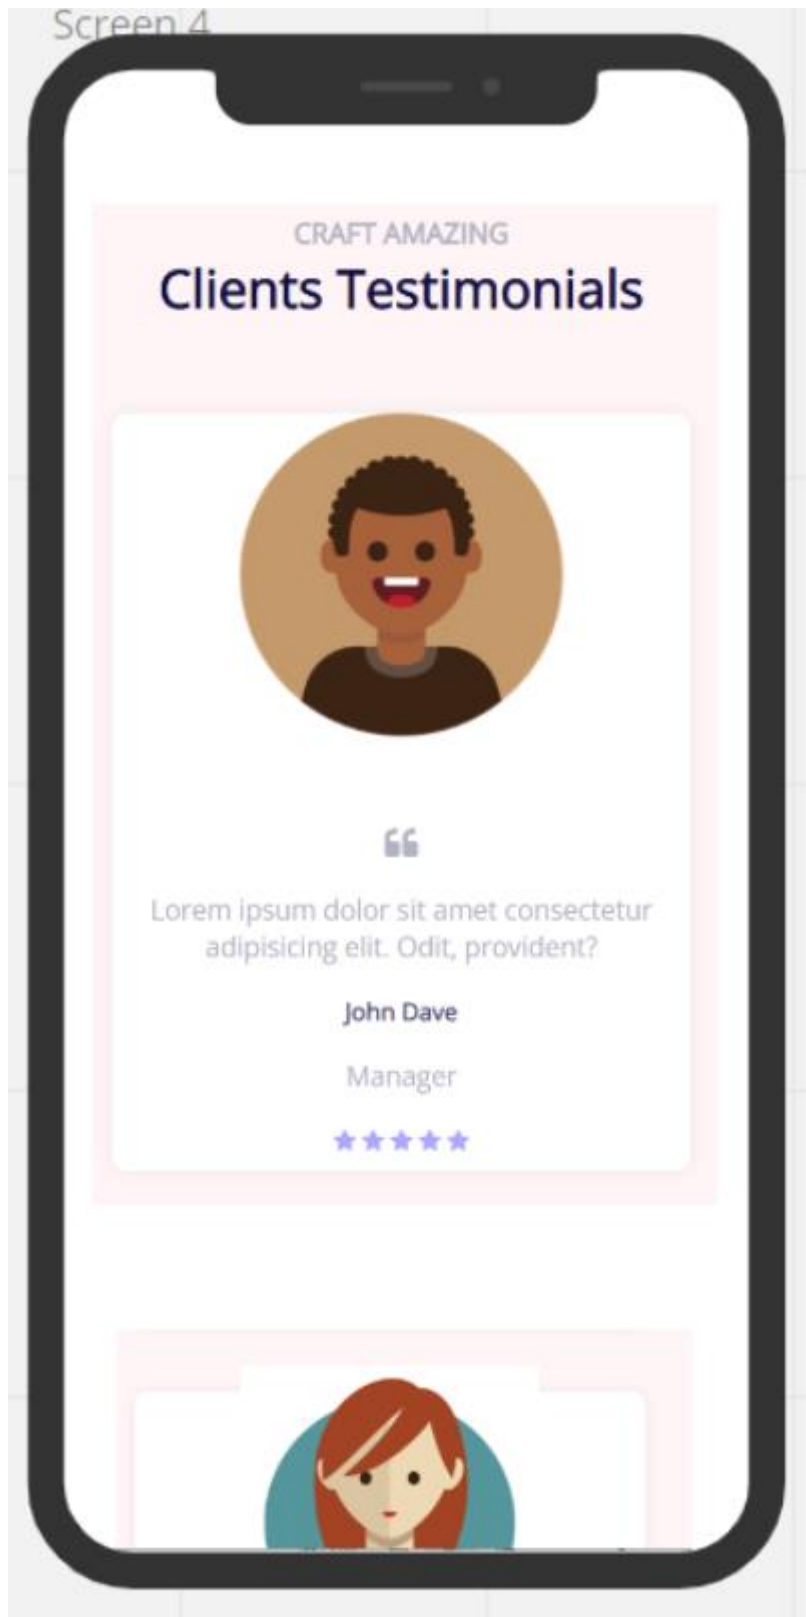 Screen 4
CRAFT AMAZING
Clients Testimonials
“
Lorem ipsum dolor sit amet consectetur
adipisicing elit. Odit, provident?
John Dave
Manager